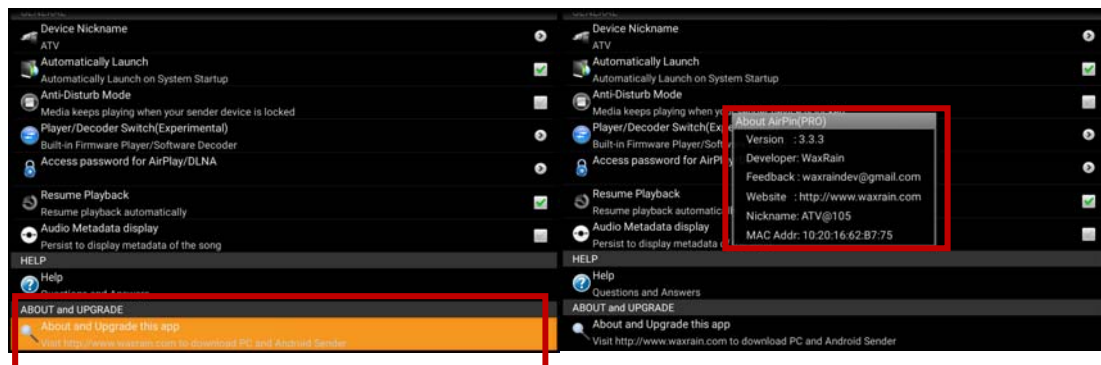 GENERAL
Device Nickname
ATV
Automatically Launch
Automatically Launch on System Startup
Anti-Disturb Mode
Media keeps playing when your sender device is locked
Player/Decoder Switch(Experimental)
Built-in Firmware Player/Software Decoder
Access password for AirPlay/DLNA
Resume Playback
Resume playback automatically
Audio Metadata display
Persist to display metadata of the song
HELP
Help
Questions and Answers
ABOUT and UPGRADE
About and Upgrade this app
Visit http://www.waxrain.com to download PC and Android Sender
GENERAL
Device Nickname
ATV
Automatically Launch
Automatically Launch on System Startup
Anti-Disturb Mode
Media keeps playing when
Player/Decoder Switch(Exp
Built-in Firmware Player/Soft
Access password for AirPl
Resume Playback
Resume playback automatic
Audio Metadata display
Persist to display metadata
HELP
Help
Questions and Answers
ABOUT and UPGRADE
About and Upgrade this app
Visit http://www.waxrain.com to download PC and Android Sender
About AirPin(PRO)
Version : 3.3.3
Developer: WaxRain
Feedback : waxraindev@gmail.com
Website : http://www.waxrain.com
Nickname: ATV@105
MAC Addr: 10:20:16:62:B7:75